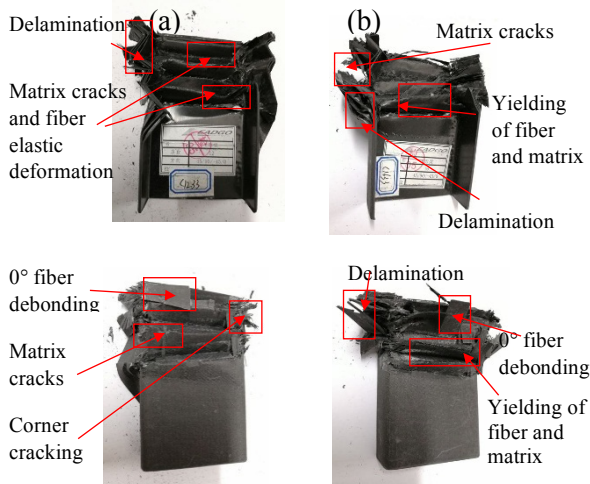 (a)
Delamination
Matrix cracks
and fiber
elastic
deformation
(b)
Matrix cracks
Yielding
of fiber
and matrix
Delamination
0° fiber
debonding
Matrix
cracks
Corner
cracking
Delamination
0° fiber
debonding
Yielding of
fiber and
matrix